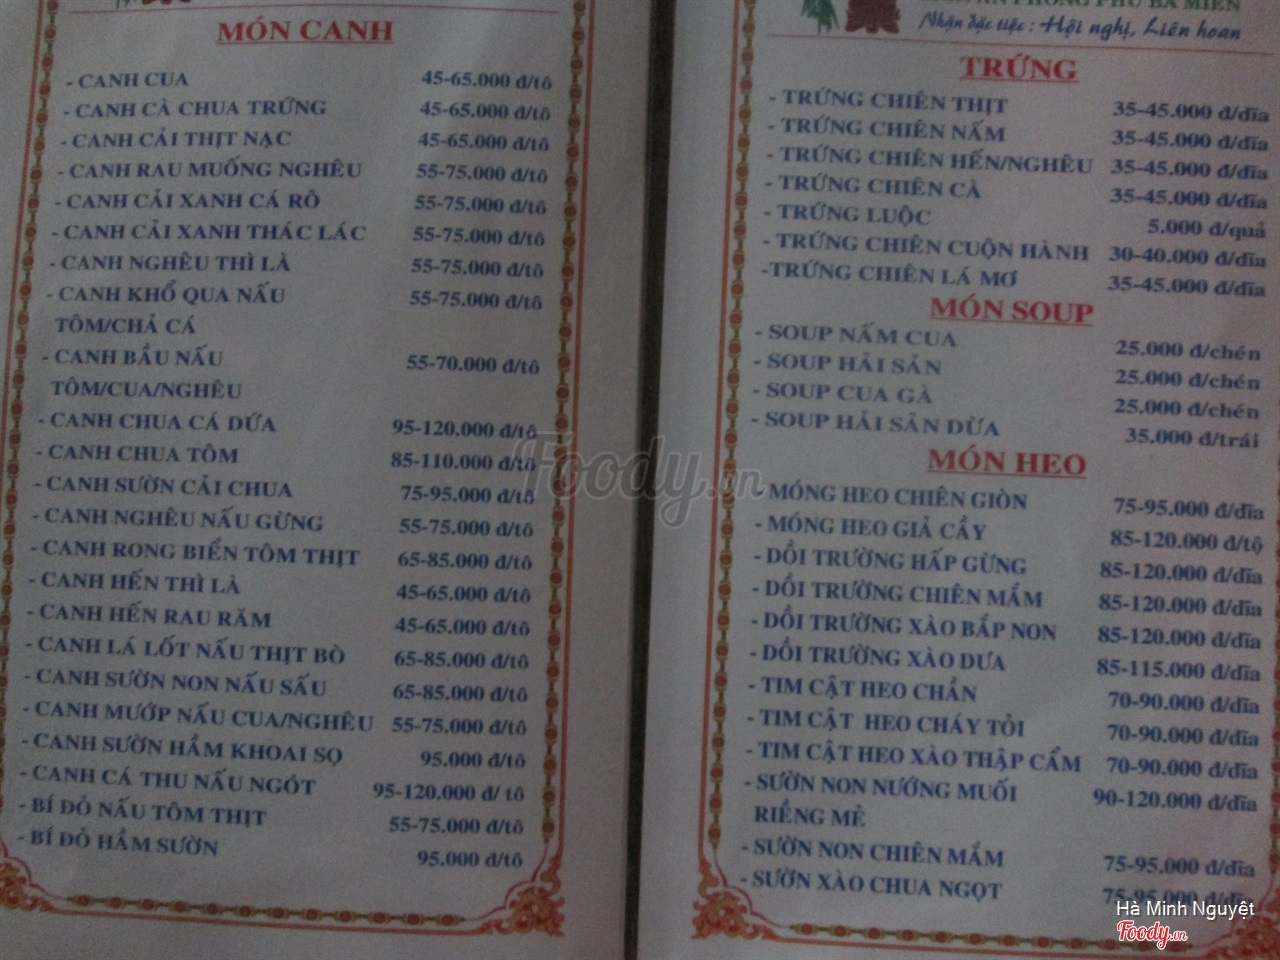 MÓN CANH
- CANH CUA 45-65.000 đ/tô
- CANH CÀ CHUA TRỨNG 45-65.000 đ/tô
- CANH CẢI THỊT NẠC 45-65.000 đ/tô
- CANH RAU MUỐNG NGHÊU 55-75.000 đ/tô
- CANH CẢI XANH CÁ RÔ 55-75.000 đ/tô
- CANH CẢI XANH THÁC LÁC 55-75.000 đ/tô
- CANH NGHÊU THÌ LÀ 55-75.000 đ/tô
- CANH KHỔ QUA NẤU 55-75.000 đ/tô
TÔM/CHẢ CÁ
- CANH BẦU NẤU 55-70.000 đ/tô
TÔM/CUA/NGHÊU
- CANH CHUA CÁ DỨA 95-120.000 đ/tô
- CANH CHUA TÔM 85-110.000 đ/tô
- CANH SƯỜN CẢI CHUA 75-95.000 đ/tô
- CANH NGHÊU NẤU GỪNG 55-75.000 đ/tô
- CANH RONG BIỂN TÔM THỊT 65-85.000 đ/tô
- CANH HẾN THÌ LÀ 45-65.000 đ/tô
- CANH HẾN RAU RĂM 45-65.000 đ/tô
- CANH LÁ LỐT NẤU THỊT BÒ 65-85.000 đ/tô
- CANH SƯỜN NON NẤU SẤU 65-85.000 đ/tô
- CANH MƯỚP NẤU CUA/NGHÊU 55-75.000 đ/tô
- CANH SƯỜN HẦM KHOAI SỌ 95.000 đ/tô
- CANH CÁ THU NẤU NGÓT 95-120.000 đ/ tô
- BÍ ĐỎ NẤU TÔM THỊT 55-75.000 đ/tô
- BÍ ĐỎ HẦM SƯỜN 95.000 đ/tô
PHONG PHÚ BA MIỀN
Nhận đặc tiệc : Hội nghị, Liên hoan
TRỨNG
- TRỨNG CHIÊN THỊT 35-45.000 đ/đĩa
- TRỨNG CHIÊN NẤM 35-45.000 đ/đĩa
- TRỨNG CHIÊN HẾN/NGHÊU 35-45.000 đ/đĩa
- TRỨNG CHIÊN CÀ 35-45.000 đ/đĩa
- TRỨNG LUỘC 5.000 đ/quả
- TRỨNG CHIÊN CUỘN HÀNH 30-40.000 đ/đĩa
-TRỨNG CHIÊN LÁ MƠ 35-45.000 đ/đĩa
MÓN SOUP
- SOUP NẤM CUA 25.000 đ/chén
- SOUP HẢI SẢN 25.000 đ/chén
- SOUP CUA GÀ 25.000 đ/chén
- SOUP HẢI SẢN DỪA 35.000 đ/trái
MÓN HEO
- MÓNG HEO CHIÊN GIÒN 75-95.000 đ/đĩa
- MÓNG HEO GIẢ CẦY 85-120.000 đ/tộ
- DỒI TRƯỜNG HẤP GỪNG 85-120.000 đ/đĩa
- DỒI TRƯỜNG CHIÊN MẮM 85-120.000 đ/đĩa
- DỒI TRƯỜNG XÀO BẮP NON 85-120.000 đ/đĩa
- DỒI TRƯỜNG XÀO DƯA 85-115.000 đ/đĩa
- TIM CẬT HEO CHẦN 70-90.000 đ/đĩa
- TIM CẬT HEO CHÁY TỎI 70-90.000 đ/đĩa
- TIM CẬT HEO XÀO THẬP CẨM 70-90.000 đ/đĩa
- SƯỜN NON NƯỚNG MUỐI 90-120.000 đ/đĩa
RIỀNG MẺ
- SƯỜN NON CHIÊN MẮM 75-95.000 đ/đĩa
- SƯỜN XÀO CHUA NGỌT 75-95.000 đ/đĩa
Foody.vn
Hà Minh Nguyệt
Foody.vn